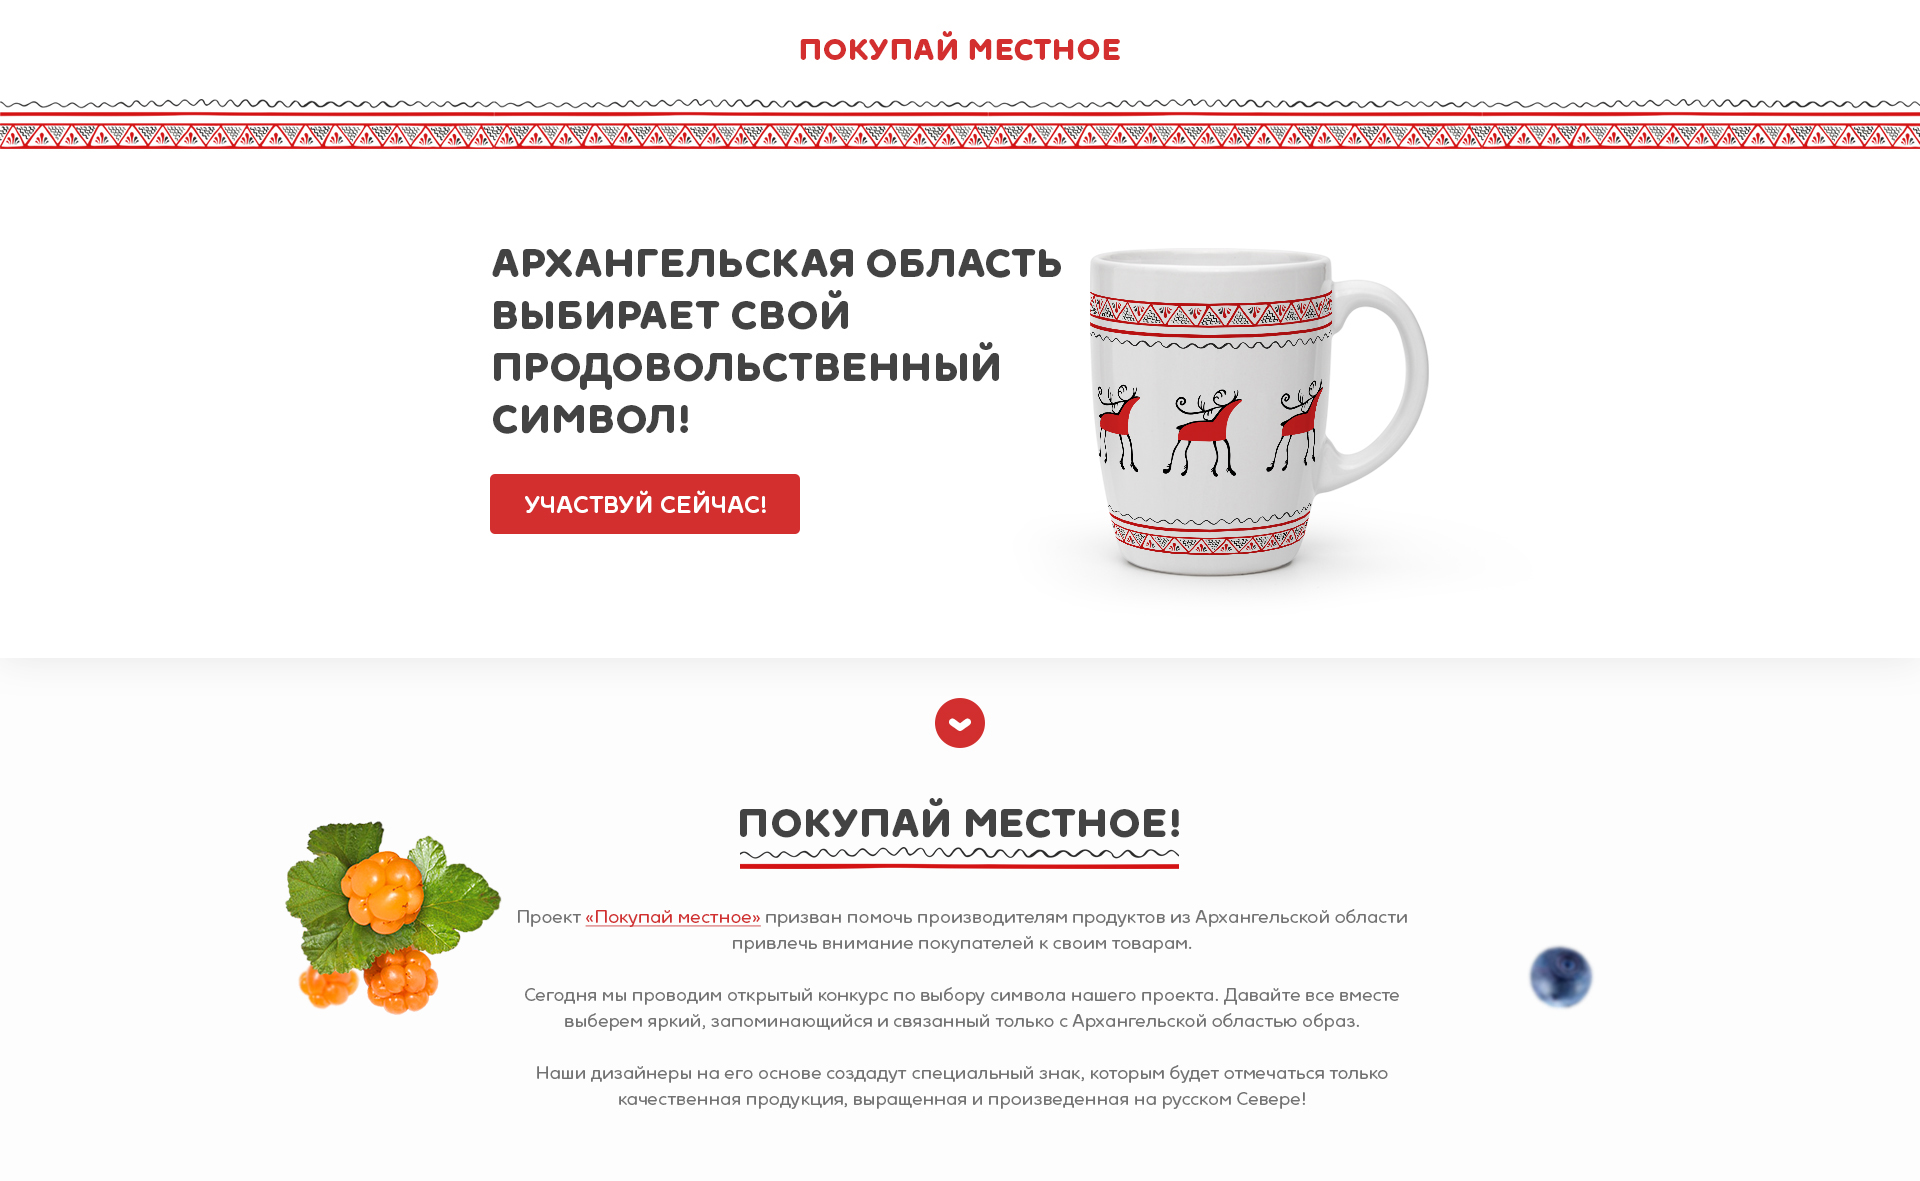 ПОКУПАЙ МЕСТНОЕ
АРХАНГЕЛЬСКАЯ ОБЛАСТЬ
ВЫБИРАЕТ СВОЙ
ПРОДОВОЛЬСТВЕННЫЙ
СИМВОЛ!
УЧАСТВУЙ СЕЙЧАС!
ПОКУПАЙ МЕСТНОЕ!
Проект «Покупай местное» призван помочь производителям продуктов из Архангельской области
привлечь внимание покупателей к своим товарам.
Сегодня мы проводим открытый конкурс по выбору символа нашего проекта. Давайте все вместе
выберем яркий, запоминающийся и связанный только с Архангельской областью образ.
Наши дизайнеры на его основе создадут специальный знак, которым будет отмечаться только
качественная продукция, выращенная и произведенная на русском Севере!